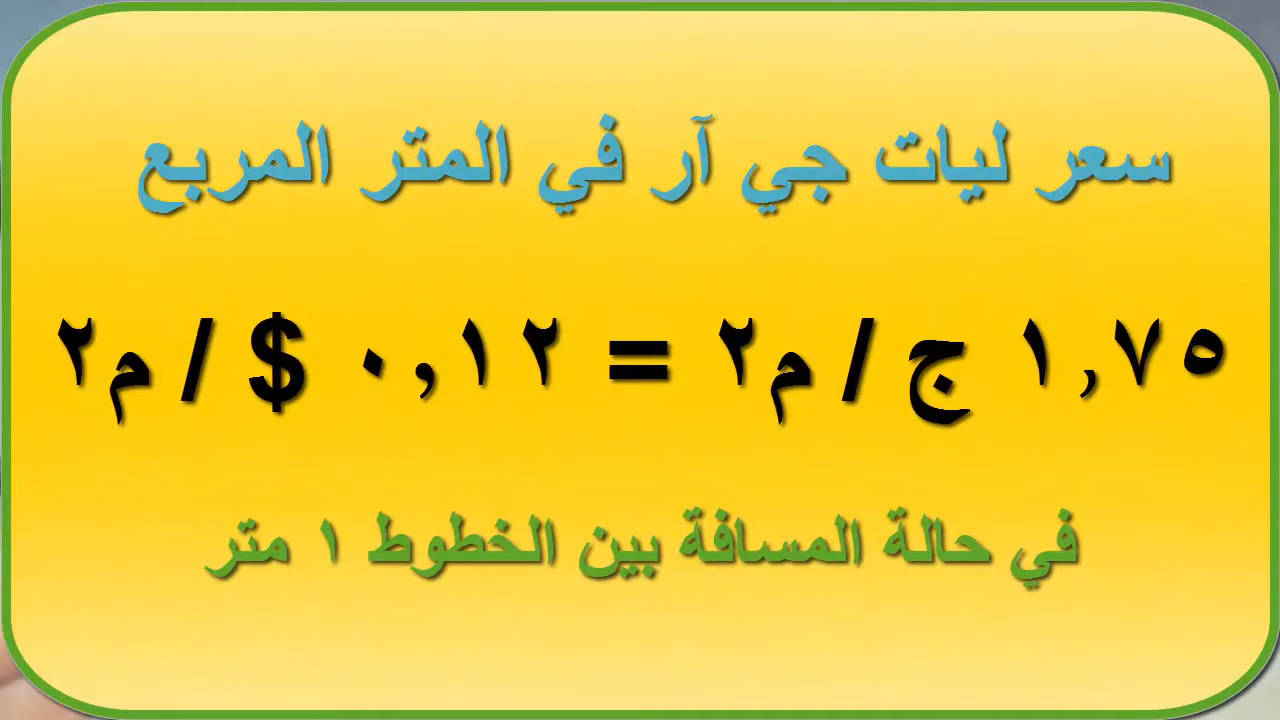 سعر ليات جي آر في المتر المربع
١,٧٥ ج / م٢ = ٠,١٢ $ / م٢
في حالة المسافة بين الخطوط ١ متر